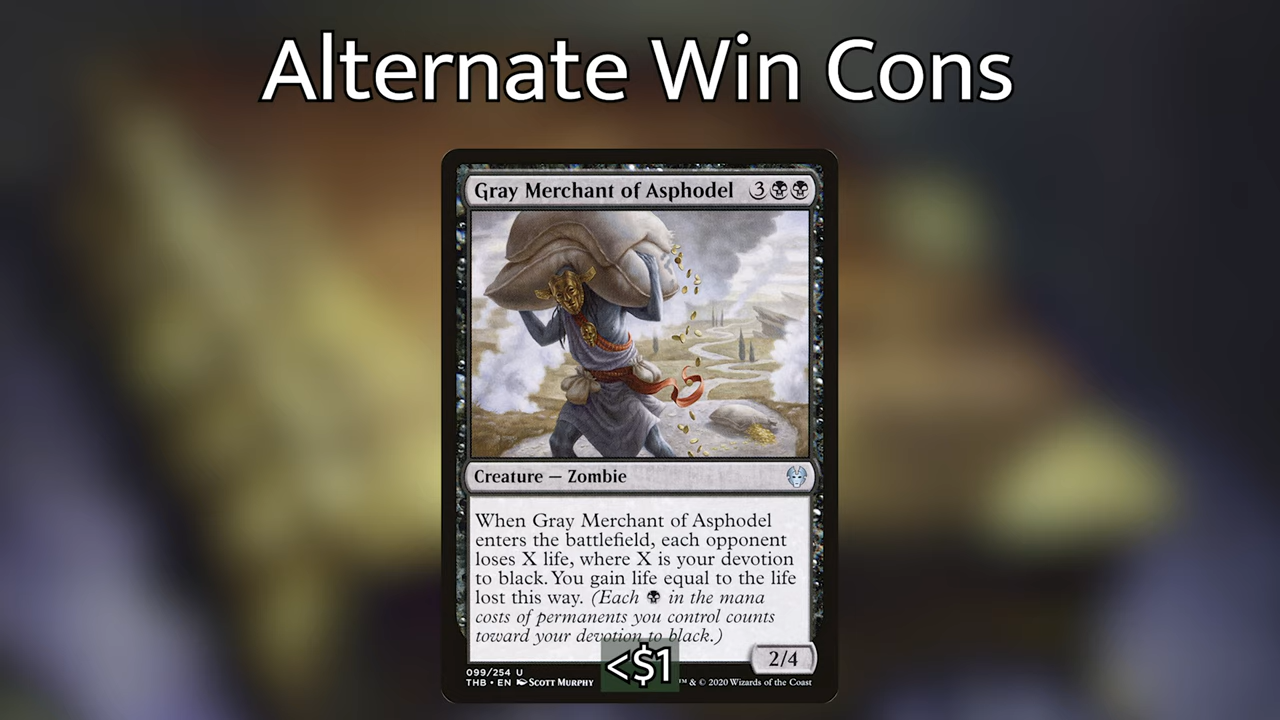 Alternate Win Cons
Gray Merchant of Asphodel 3
Creature — Zombie
When Gray Merchant of Asphodel
enters the battlefield, each opponent
loses X life, where X is your devotion
to black. You gain life equal to the life
lost this way. (Each in the mana
costs of permanents you control counts
toward your devotion to black.)
<$1
2/4
099/254 U
THB • EN Scott Murphy ™ & © 2020 Wizards of the Coast